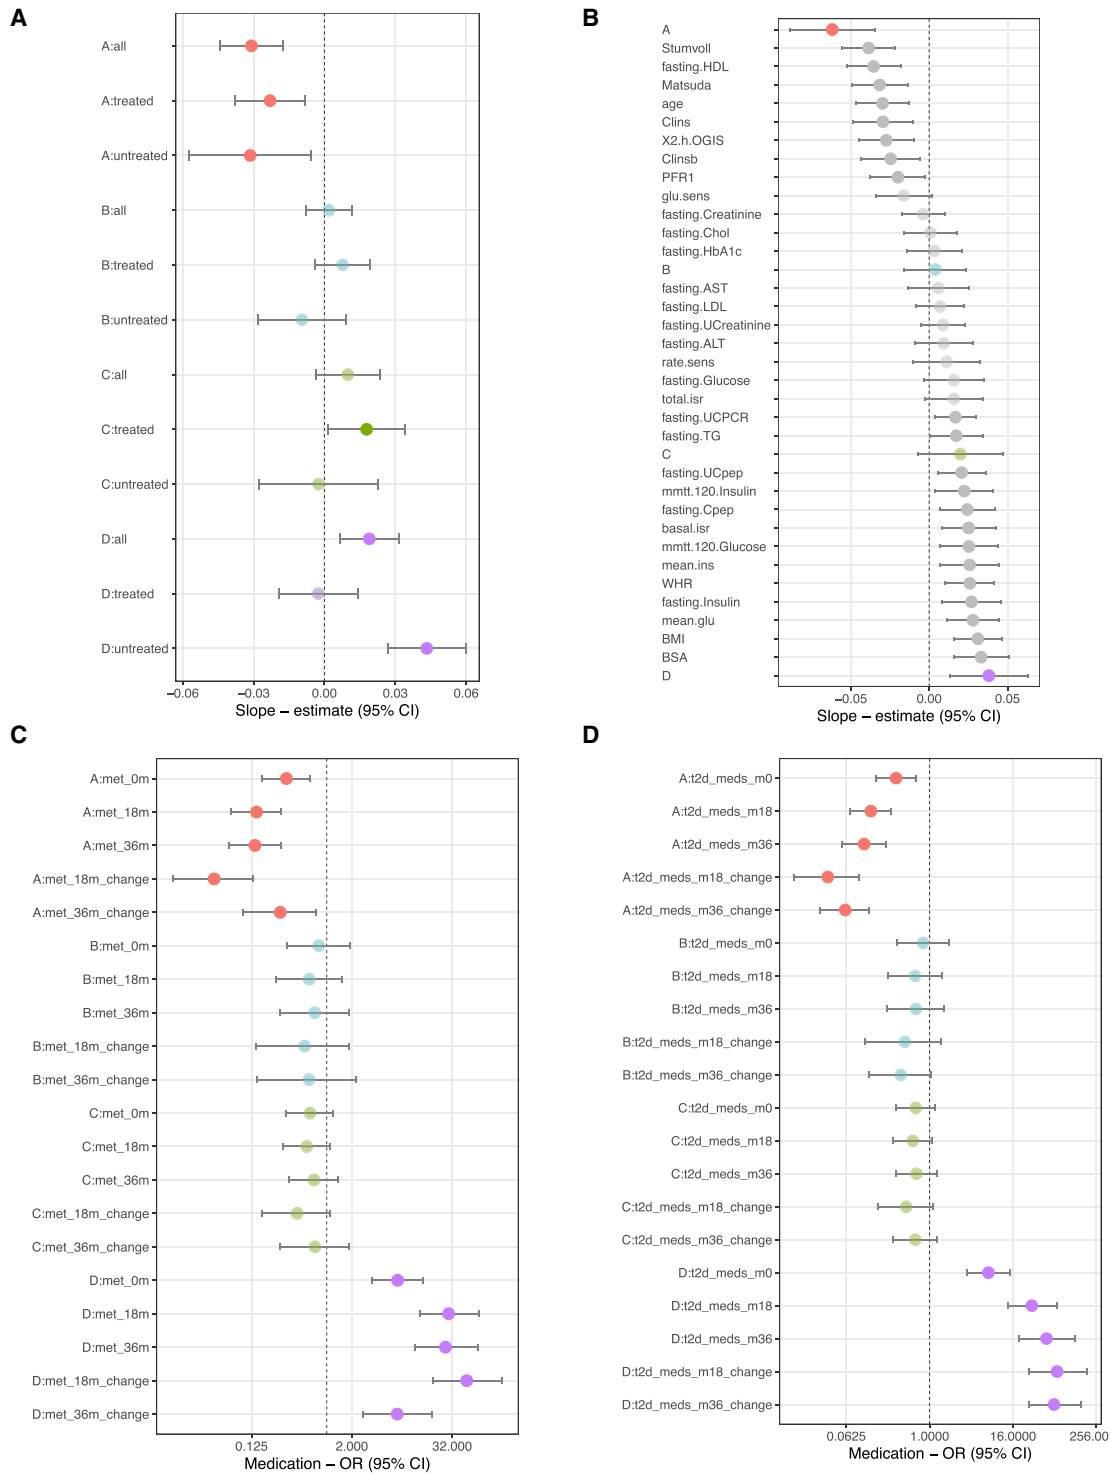 A
A:all
A:treated
A:untreated
B:all
B:treated
B:untreated
C:all
C:treated
C:untreated
D:all
D:treated
D:untreated
−0.06 −0.03 0.00 0.03 0.06
Slope − estimate (95% CI)
B
A
Stumvoll
fasting.HDL
Matsuda
age
Clins
X2.h.OGIS
Clinsb
PFR1
glu.sens
fasting.Creatinine
fasting.Chol
fasting.HbA1c
B
fasting.AST
fasting.LDL
fasting.UCreatinine
fasting.ALT
rate.sens
fasting.Glucose
total.isr
fasting.UCPCR
fasting.TG
C
fasting.UCpep
mmtt.120.Insulin
fasting.Cpep
basal.isr
mmtt.120.Glucose
mean.ins
WHR
fasting.Insulin
mean.glu
BMI
BSA
D
−0.05 0.00 0.05
Slope − estimate (95% CI)
C
A:met_0m
A:met_18m
A:met_36m
A:met_18m_change
A:met_36m_change
B:met_0m
B:met_18m
B:met_36m
B:met_18m_change
B:met_36m_change
C:met_0m
C:met_18m
C:met_36m
C:met_18m_change
C:met_36m_change
D:met_0m
D:met_18m
D:met_36m
D:met_18m_change
D:met_36m_change
0.125 2.000 32.000
Medication − OR (95% CI)
D
A:t2d_meds_m0
A:t2d_meds_m18
A:t2d_meds_m36
A:t2d_meds_m18_change
A:t2d_meds_m36_change
B:t2d_meds_m0
B:t2d_meds_m18
B:t2d_meds_m36
B:t2d_meds_m18_change
B:t2d_meds_m36_change
C:t2d_meds_m0
C:t2d_meds_m18
C:t2d_meds_m36
C:t2d_meds_m18_change
C:t2d_meds_m36_change
D:t2d_meds_m0
D:t2d_meds_m18
D:t2d_meds_m36
D:t2d_meds_m18_change
D:t2d_meds_m36_change
0.0625 1.0000 16.0000 256.00
Medication − OR (95% CI)